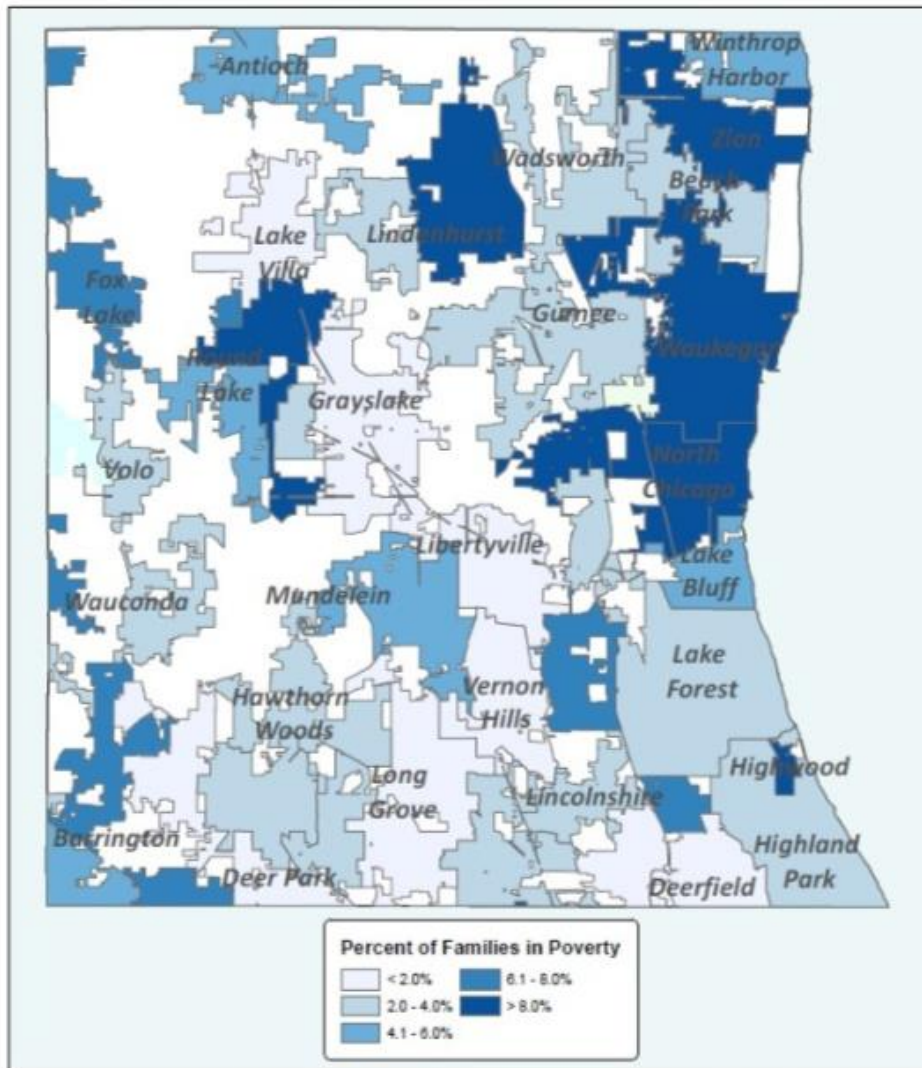 Antioch
Winthrop
Harbor
Zion
Wadsworth
Beach
Park
Lake
Villa
Lindenhurst
Fox
Lake
Gurnee
Waukegan
Round
Lake
Grayslake
Volo
North
Chicago
Libertyville
Lake
Bluff
Wauconda
Mundelein
Lake
Forest
Hawthorn
Woods
Vernon
Hills
Long
Grove
Highwood
Lincolnshire
Barrington
Deer Park
Highland
Park
Deerfield
Percent of Families in Poverty
< 2.0%
6.1 - 8.0%
2.0 - 4.0%
> 8.0%
4.1 - 6.0%